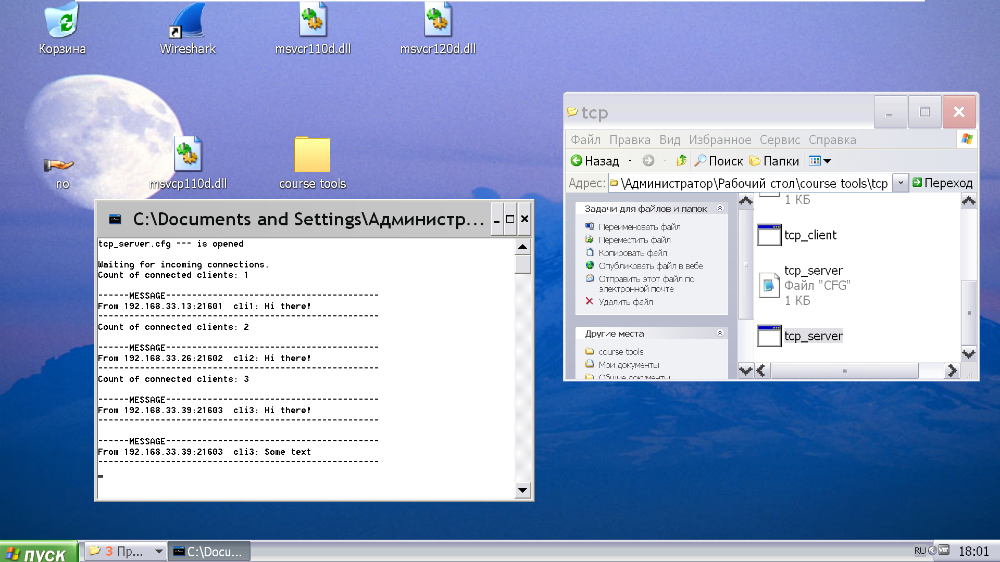 Корзина
Wireshark
msvcr110d.dll
msvcr120d.dll
no
msvcp110d.dll
course tools
C:\Documents and Settings\Администр...
tcp_server.cfg --- is opened
Waiting for incoming connections.
Count of connected clients: 1
------MESSAGE-----------------------------------------
From 192.168.33.13:21601  cli1: Hi there!
------------------------------------------------------
Count of connected clients: 2
------MESSAGE-----------------------------------------
From 192.168.33.26:21602  cli2: Hi there!
------------------------------------------------------
Count of connected clients: 3
------MESSAGE-----------------------------------------
From 192.168.33.39:21603  cli3: Hi there!
------------------------------------------------------
------MESSAGE-----------------------------------------
From 192.168.33.39:21603  cli3: Some text
------------------------------------------------------
tcp
Файл Правка Вид Избранное Сервис Справка
Назад Поиск Папки
Адрес: \Администратор\Рабочий стол\course tools\tcp Переход
Задачи для файлов и папок
Переименовать файл
Переместить файл
Копировать файл
Опубликовать файл в вебе
Отправить этот файл по
электронной почте
Удалить файл
Другие места
course tools
Мои документы
Общие документы
1 КБ
tcp_client
tcp_server
Файл "CFG"
1 КБ
tcp_server
пуск
3 Пр...
C:\Docu...
RU
vm
18:01